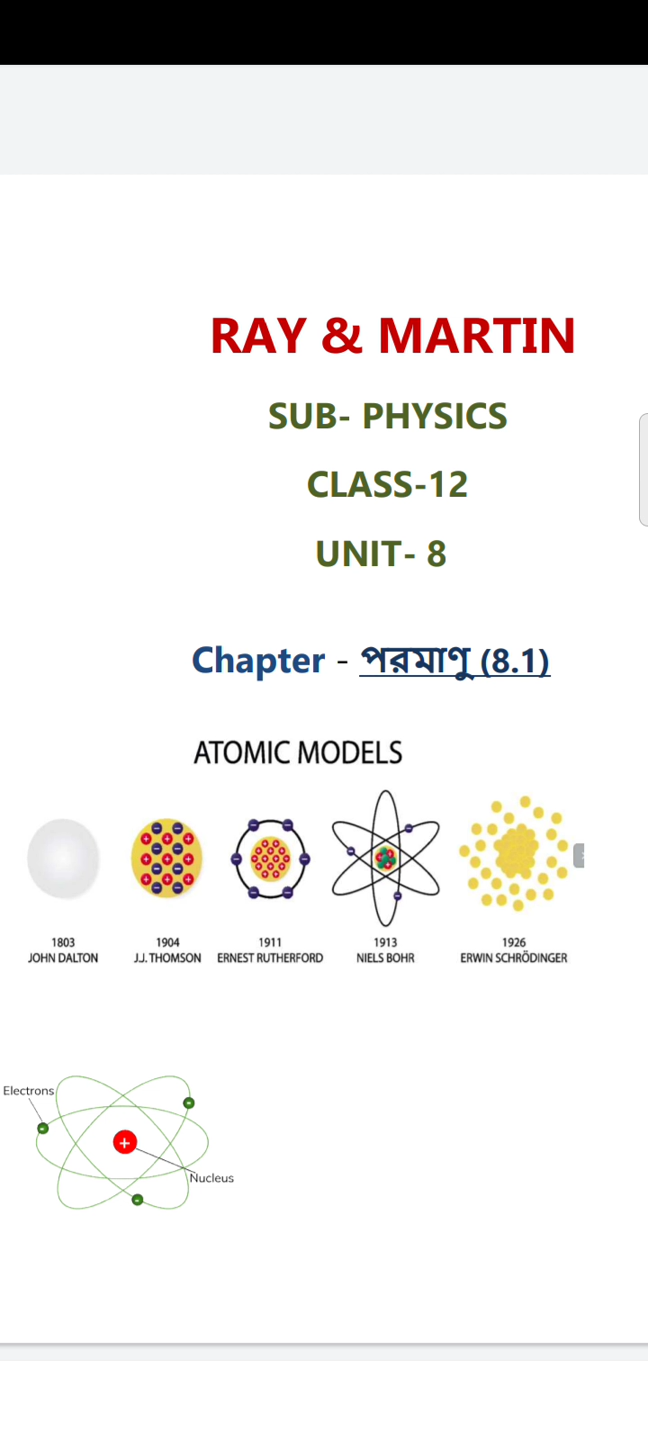 RAY & MARTIN
SUB- PHYSICS
CLASS-12
UNIT- 8
Chapter - পরমাণু (8.1)
ATOMIC MODELS
1803
JOHN DALTON
1904
J.J. THOMSON
1911
ERNEST RUTHERFORD
1913
NIELS BOHR
1926
ERWIN SCHRÖDINGER
Electrons
Nucleus